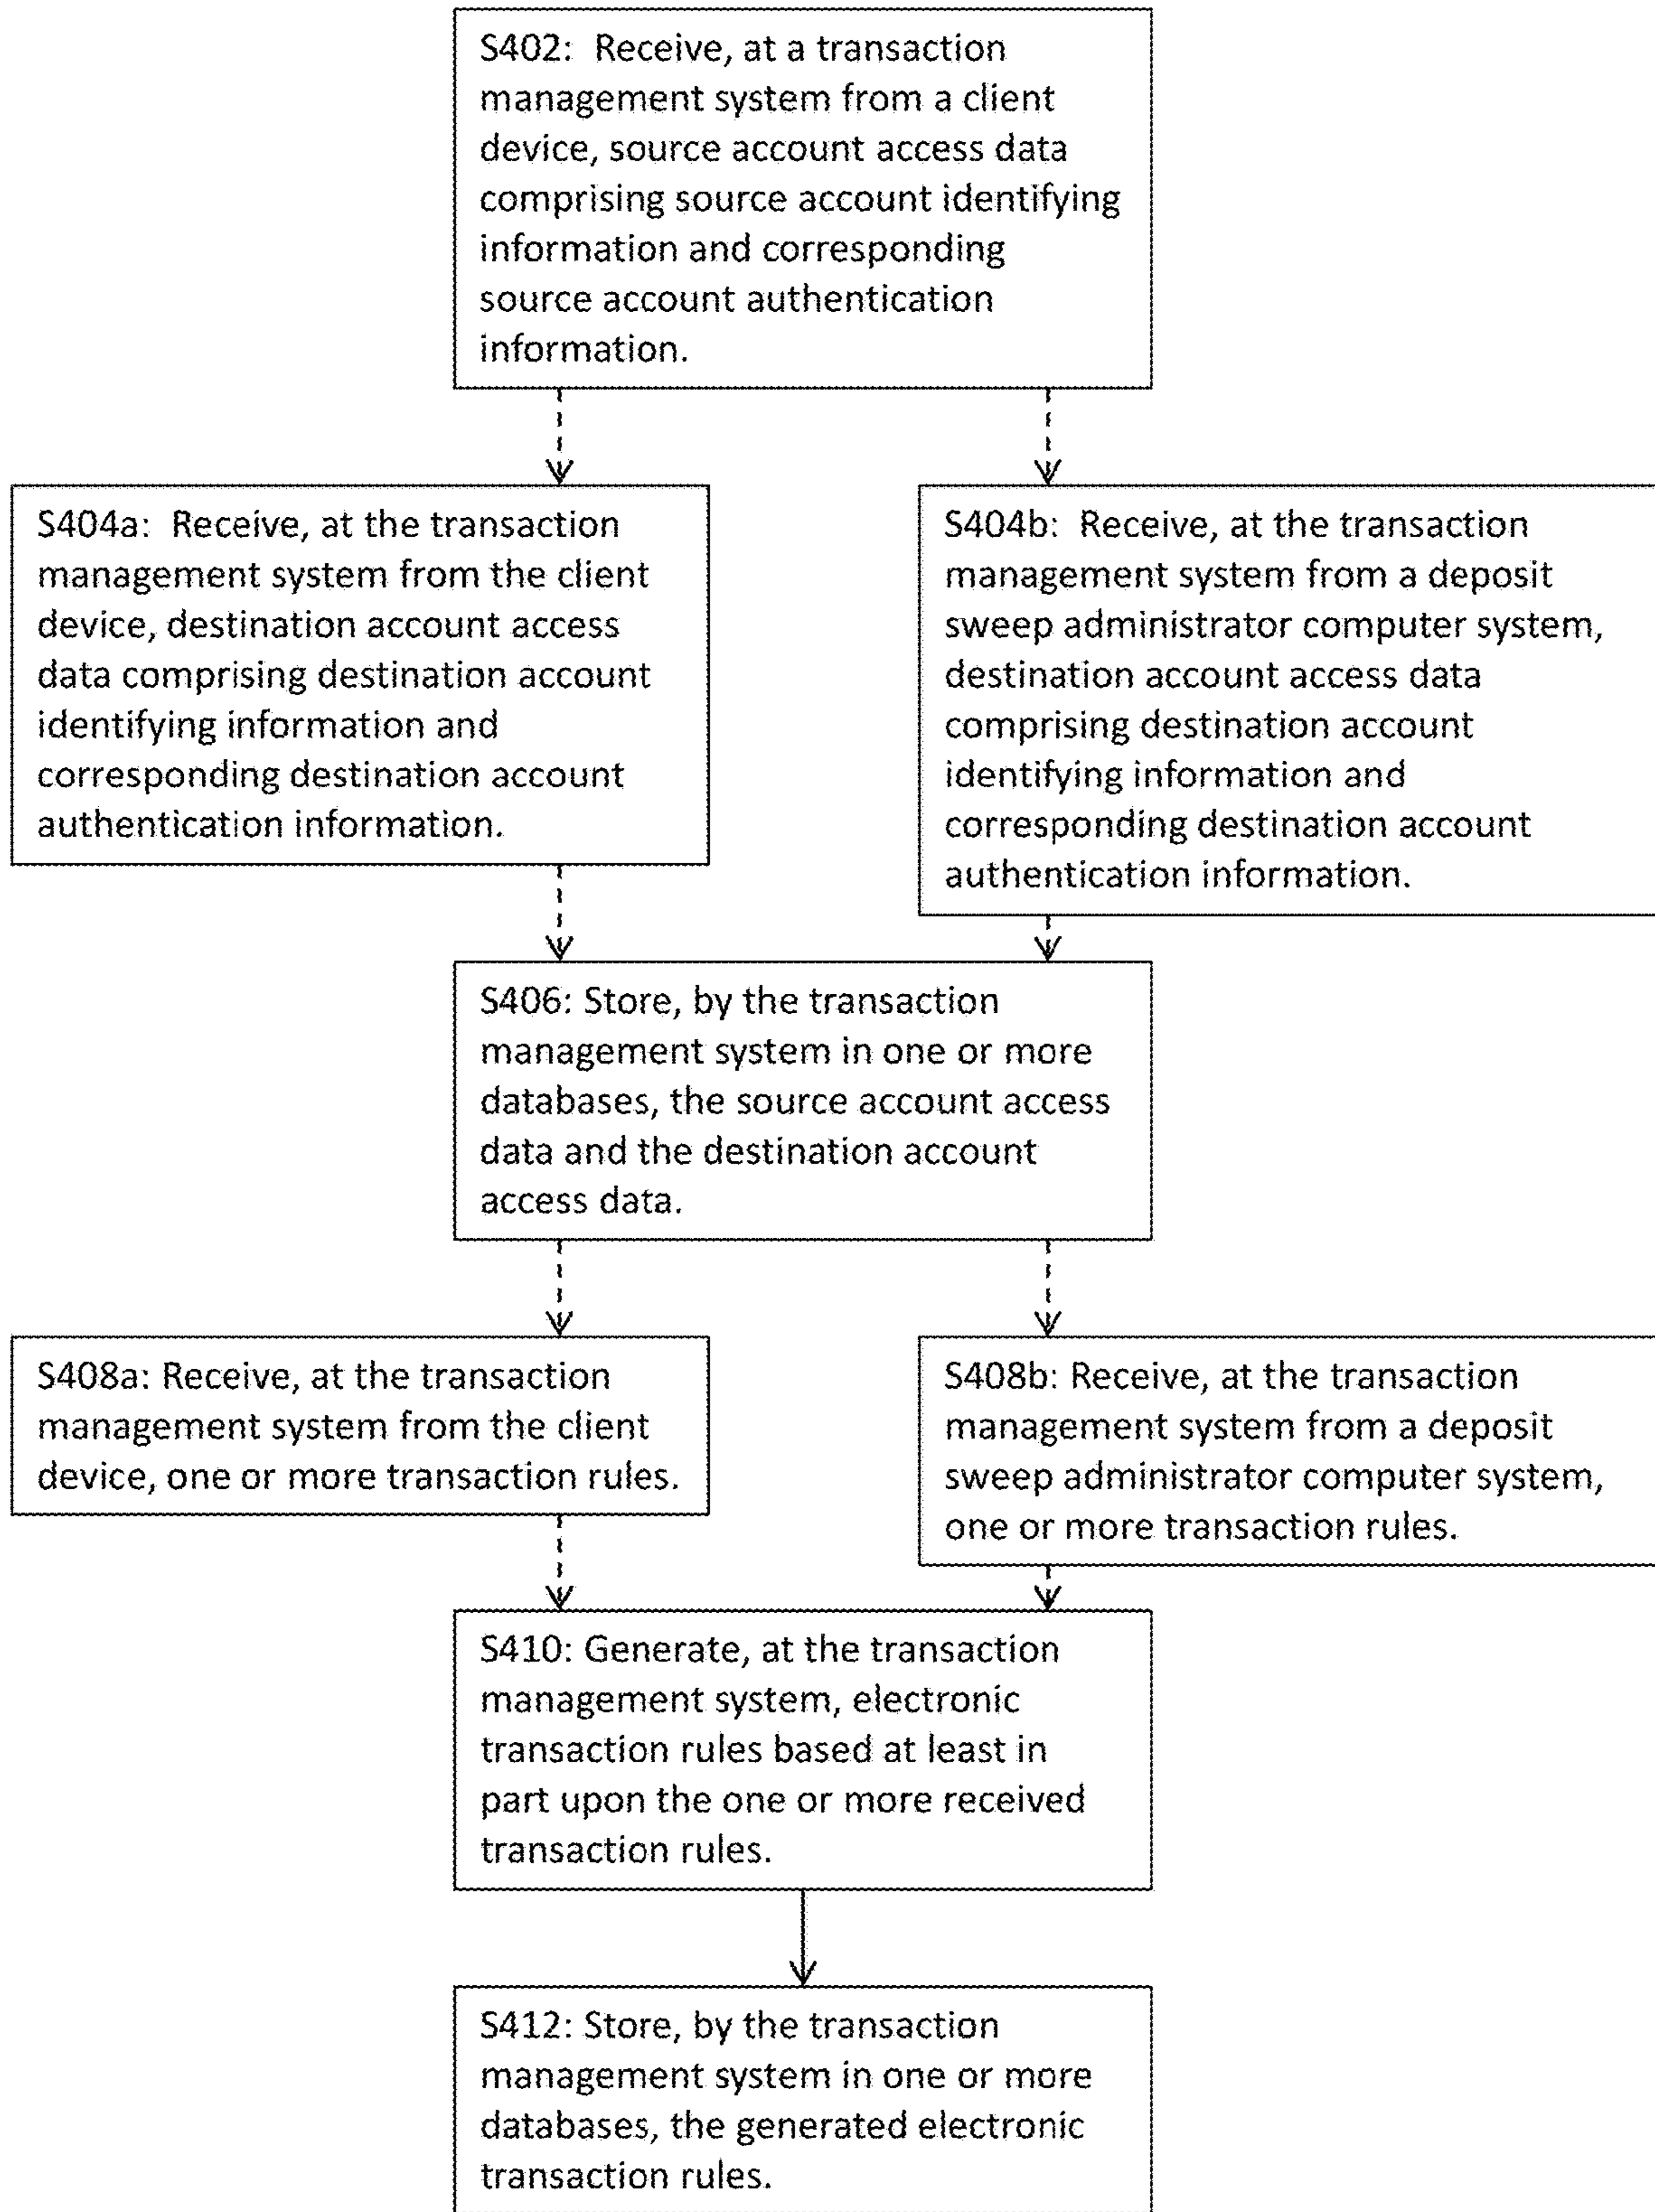 S402: Receive, at a transaction
management system from a client
device, source account access data
comprising source account identifying
information and corresponding
source account authentication
information.
S404a: Receive, at the transaction
management system from the client
device, destination account access
data comprising destination account
identifying information and
corresponding destination account
authentication information.
S404b: Receive, at the transaction
management system from a deposit
sweep administrator computer system,
destination account access data
comprising destination account
identifying information and
corresponding destination account
authentication information.
S406: Store, by the transaction
management system in one or more
databases, the source account access
data and the destination account
access data.
S408a: Receive, at the transaction
management system from the client
device, one or more transaction rules.
S408b: Receive, at the transaction
management system from a deposit
sweep administrator computer system,
one or more transaction rules.
S410: Generate, at the transaction
management system, electronic
transaction rules based at least in
part upon the one or more received
transaction rules.
S412: Store, by the transaction
management system in one or more
databases, the generated electronic
transaction rules.